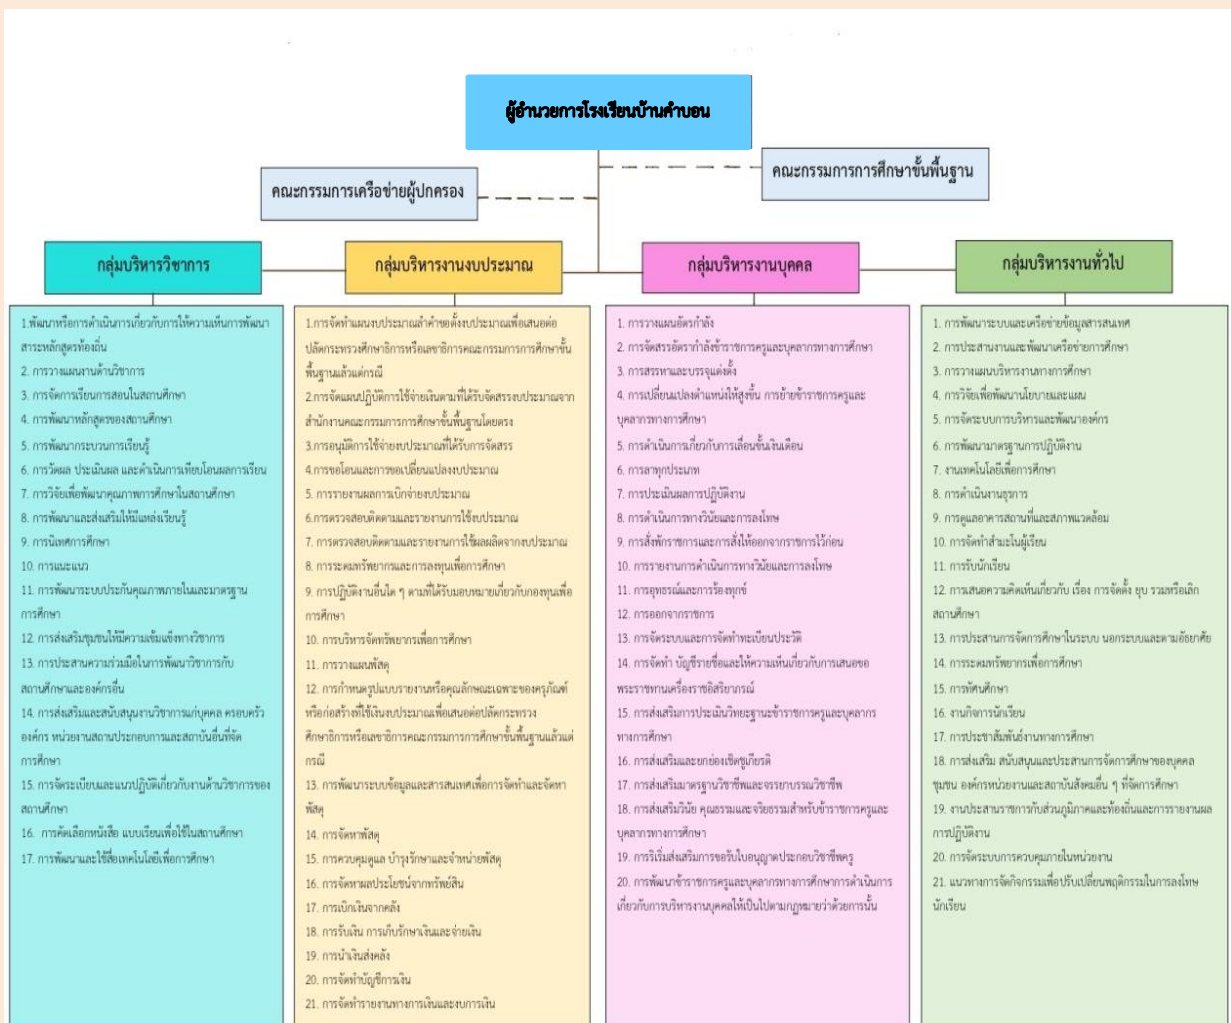 ผู้อำนวยการโรงเรียนบ้านคำบอน
คณะกรรมการการศึกษาขั้นพื้นฐาน
คณะกรรมการเครือข่ายผู้ปกครอง
กลุ่มบริหารวิชาการ
กลุ่มบริหารงานงบประมาณ
กลุ่มบริหารงานบุคคล
กลุ่มบริหารงานทั่วไป
1.พัฒนาหรือการดำเนินการเกี่ยวกับการให้ความเห็นการพัฒนา
สาระหลักสูตรท้องถิ่น
2. การวางแผนงานด้านวิชาการ
3. การจัดการเรียนการสอนในสถานศึกษา
4. การพัฒนาหลักสูตรของสถานศึกษา
5. การพัฒนากระบวนการเรียนรู้
6. การวัดผล ประเมินผล และดำเนินการเทียบโอนผลการเรียน
7. การวิจัยเพื่อพัฒนาคุณภาพการศึกษาในสถานศึกษา
8. การพัฒนาและส่งเสริมให้มีแหล่งเรียนรู้
9. การนิเทศการศึกษา
10. การแนะแนว
11. การพัฒนาระบบประกันคุณภาพภายในและมาตรฐาน
การศึกษา
12. การส่งเสริมชุมชนให้มีความเข้มแข็งทางวิชาการ
13. การประสานความร่วมมือในการพัฒนาวิชาการกับ
สถานศึกษาและองค์กรอื่น
14. การส่งเสริมและสนับสนุนงานวิชาการแก่บุคคล ครอบครัว
องค์กร หน่วยงานสถานประกอบการและสถาบันอื่นที่จัด
การศึกษา
15. การจัดระเบียบและแนวปฏิบัติเกี่ยวกับงานด้านวิชาการของ
สถานศึกษา
16. การคัดเลือกหนังสือ แบบเรียนเพื่อใช้ในสถานศึกษา
17. การพัฒนาและใช้สื่อเทคโนโลยีเพื่อการศึกษา
1.การจัดทำแผนงบประมาณลำคำขอตั้งงบประมาณเพื่อเสนอต่อ
ปลัดกระทรวงศึกษาธิการหรือเลขาธิการคณะกรรมการการศึกษาขั้น
พื้นฐานแล้วแต่กรณี
2.การจัดแผนปฏิบัติการใช้จ่ายเงินตามที่ได้รับจัดสรรงบประมาณจาก
สำนักงานคณะกรรมการการศึกษาขั้นพื้นฐานโดยตรง
3.การอนุมัติการใช้จ่ายงบประมาณที่ได้รับการจัดสรร
4.การขอโอนและการขอเปลี่ยนแปลงงบประมาณ
5. การรายงานผลการเบิกจ่ายงบประมาณ
6.การตรวจสอบติดตามและรายงานการใช้งบประมาณ
7. การตรวจสอบติดตามและรายงานการใช้ผลผลิตจากงบประมาณ
8. การระดมทรัพยากรและการลงทุนเพื่อการศึกษา
9. การปฏิบัติงานอื่นใด ๆ ตามที่ได้รับมอบหมายเกี่ยวกับกองทุนเพื่อ
การศึกษา
10. การบริหารจัดทรัพยากรเพื่อการศึกษา
11. การวางแผนพัสดุ
12. การกำหนดรูปแบบรายงานหรือคุณลักษณะเฉพาะของครุภัณฑ์
หรือก่อสร้างที่ใช้เงินงบประมาณเพื่อเสนอต่อปลัดกระทรวง
ศึกษาธิการหรือเลขาธิการคณะกรรมการการศึกษาขั้นพื้นฐานแล้วแต่
กรณี
13. การพัฒนาระบบข้อมูลและสารสนเทศเพื่อการจัดทำและจัดหา
พัสดุ
14. การจัดหาพัสดุ
15. การควบคุมดูแล บำรุงรักษาและจำหน่ายพัสดุ
16. การจัดหาผลประโยชน์จากทรัพย์สิน
17. การเบิกเงินจากคลัง
18. การรับเงิน การเก็บรักษาเงินและจ่ายเงิน
19. การนำเงินส่งคลัง
20. การจัดทำบัญชีการเงิน
21. การจัดทำรายงานทางการเงินและงบการเงิน
1. การวางแผนอัตรกำลัง
2. การจัดสรรอัตรากำลังข้าราชการครูและบุคลากรทางการศึกษา
3. การสรรหาและบรรจุแต่งตั้ง
4. การเปลี่ยนแปลงตำแหน่งให้สูงขึ้น การย้ายข้าราชการครูและ
บุคลากรทางการศึกษา
5. การดำเนินการเกี่ยวกับการเลื่อนขั้นเงินเดือน
6. การลาทุกประเภท
7. การประเมินผลการปฏิบัติงาน
8. การดำเนินการทางวินัยและการลงโทษ
9. การสั่งพักราชการและการสั่งให้ออกจากราชการไว้ก่อน
10. การรายงานการดำเนินการทางวินัยและการลงโทษ
11. การอุทธรณ์และการร้องทุกข์
12. การออกจากราชการ
13. การจัดระบบและการจัดทำทะเบียนประวัติ
14. การจัดทำ บัญชีรายชื่อและให้ความเห็นเกี่ยวกับการเสนอขอ
พระราชทานเครื่องราชอิสริยาภรณ์
15. การส่งเสริมการประเมินวิทยะฐานะข้าราชการครูและบุคลากร
ทางการศึกษา
16. การส่งเสริมและยกย่องเชิดชูเกียรติ
17. การส่งเสริมมาตรฐานวิชาชีพและจรรยาบรรณวิชาชีพ
18. การส่งเสริมวินัย คุณธรรมและจริยธรรมสำหรับข้าราชการครูและ
บุคลากรทางการศึกษา
19. การริเริ่มส่งเสริมการขอรับใบอนุญาตประกอบวิชาชีพครู
20. การพัฒนาข้าราชการครูและบุคลากรทางการศึกษาการดำเนินการ
เกี่ยวกับการบริหารงานบุคคลให้เป็นไปตามกฎหมายว่าด้วยการนั้น
1. การพัฒนาระบบและเครือข่ายข้อมูลสารสนเทศ
2. การประสานงานและพัฒนาเครือข่ายการศึกษา
3. การวางแผนบริหารงานทางการศึกษา
4. การวิจัยเพื่อพัฒนานโยบายและแผน
5. การจัดระบบการบริหารและพัฒนาองค์กร
6. การพัฒนามาตรฐานการปฏิบัติงาน
7. งานเทคโนโลยีเพื่อการศึกษา
8. การดำเนินงานธุรการ
9. การดูแลอาคารสถานที่และสภาพแวดล้อม
10. การจัดทำสำมะโนผู้เรียน
11. การรับนักเรียน
12. การเสนอความคิดเห็นเกี่ยวกับ เรื่อง การจัดตั้ง ยุบ รวมหรือเลิก
สถานศึกษา
13. การประสานการจัดการศึกษาในระบบ นอกระบบและตามอัธยาศัย
14. การระดมทรัพยากรเพื่อการศึกษา
15. การทัศนศึกษา
16. งานกิจการนักเรียน
17. การประชาสัมพันธ์งานทางการศึกษา
18. การส่งเสริม สนับสนุนและประสานการจัดการศึกษาของบุคคล
ชุมชน องค์กรหน่วยงานและสถาบันสังคมอื่น ๆ ที่จัดการศึกษา
19. งานประสานราชการกับส่วนภูมิภาคและท้องถิ่นและการรายงานผล
การปฏิบัติงาน
20. การจัดระบบการควบคุมภายในหน่วยงาน
21. แนวทางการจัดกิจกรรมเพื่อปรับเปลี่ยนพฤติกรรมในการลงโทษ
นักเรียน